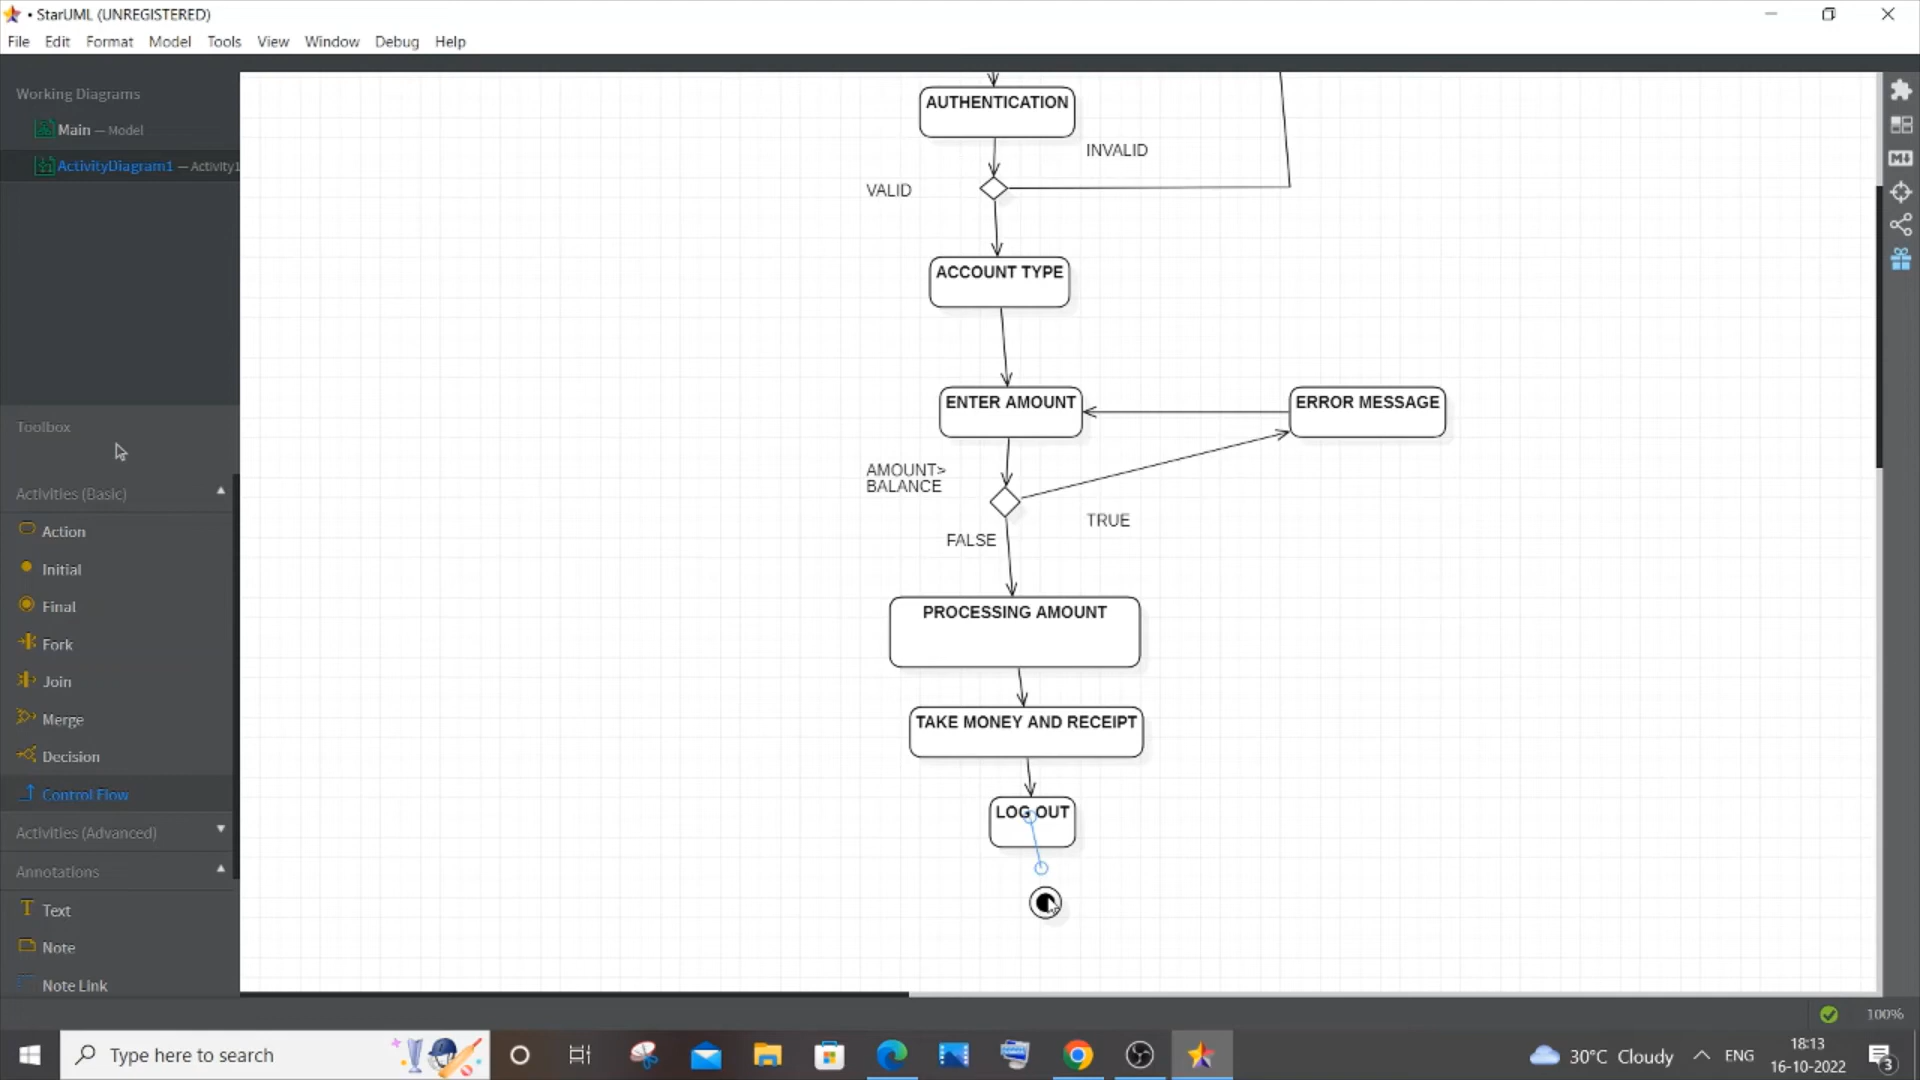 StarUML (UNREGISTERED)
File Edit Format Model Tools View Window Debug Help
Working Diagrams
Main — Model
ActivityDiagram1 — Activity1
Toolbox
Activities (Basic)
Action
Initial
Final
Fork
Join
Merge
Decision
Control Flow
Activities (Advanced)
Annotations
Text
Note
Note Link
AUTHENTICATION
INVALID
VALID
ACCOUNT TYPE
ENTER AMOUNT
ERROR MESSAGE
AMOUNT>
BALANCE
TRUE
FALSE
PROCESSING AMOUNT
TAKE MONEY AND RECEIPT
LOG OUT
100%
Type here to search
30°C Cloudy
ENG
18:13
16-10-2022
3